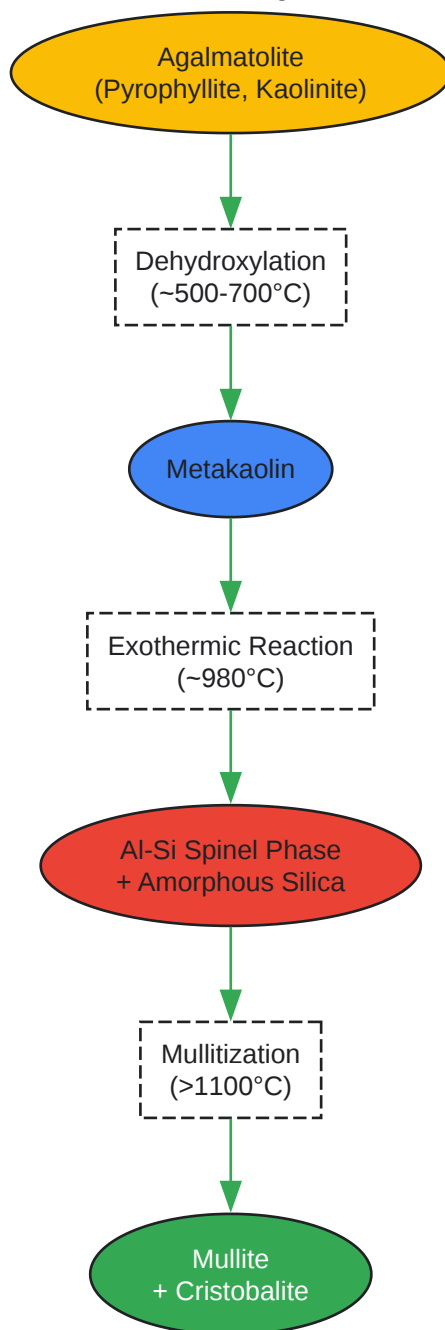 Agalmatolite
(Pyrophyllite, Kaolinite)
Dehydroxylation
(~500-700°C)
Metakaolin
Exothermic Reaction
(~980°C)
Al-Si Spinel Phase
+ Amorphous Silica
Mullitization
(>1100°C)
Mullite
+ Cristobalite